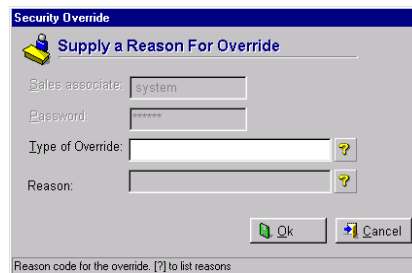 Security Override
Supply a Reason For Override
Sales associate: system
Password: ******
Type of Override: ?
Reason: ?
Ok Cancel
Reason code for the override. [?] to list reasons